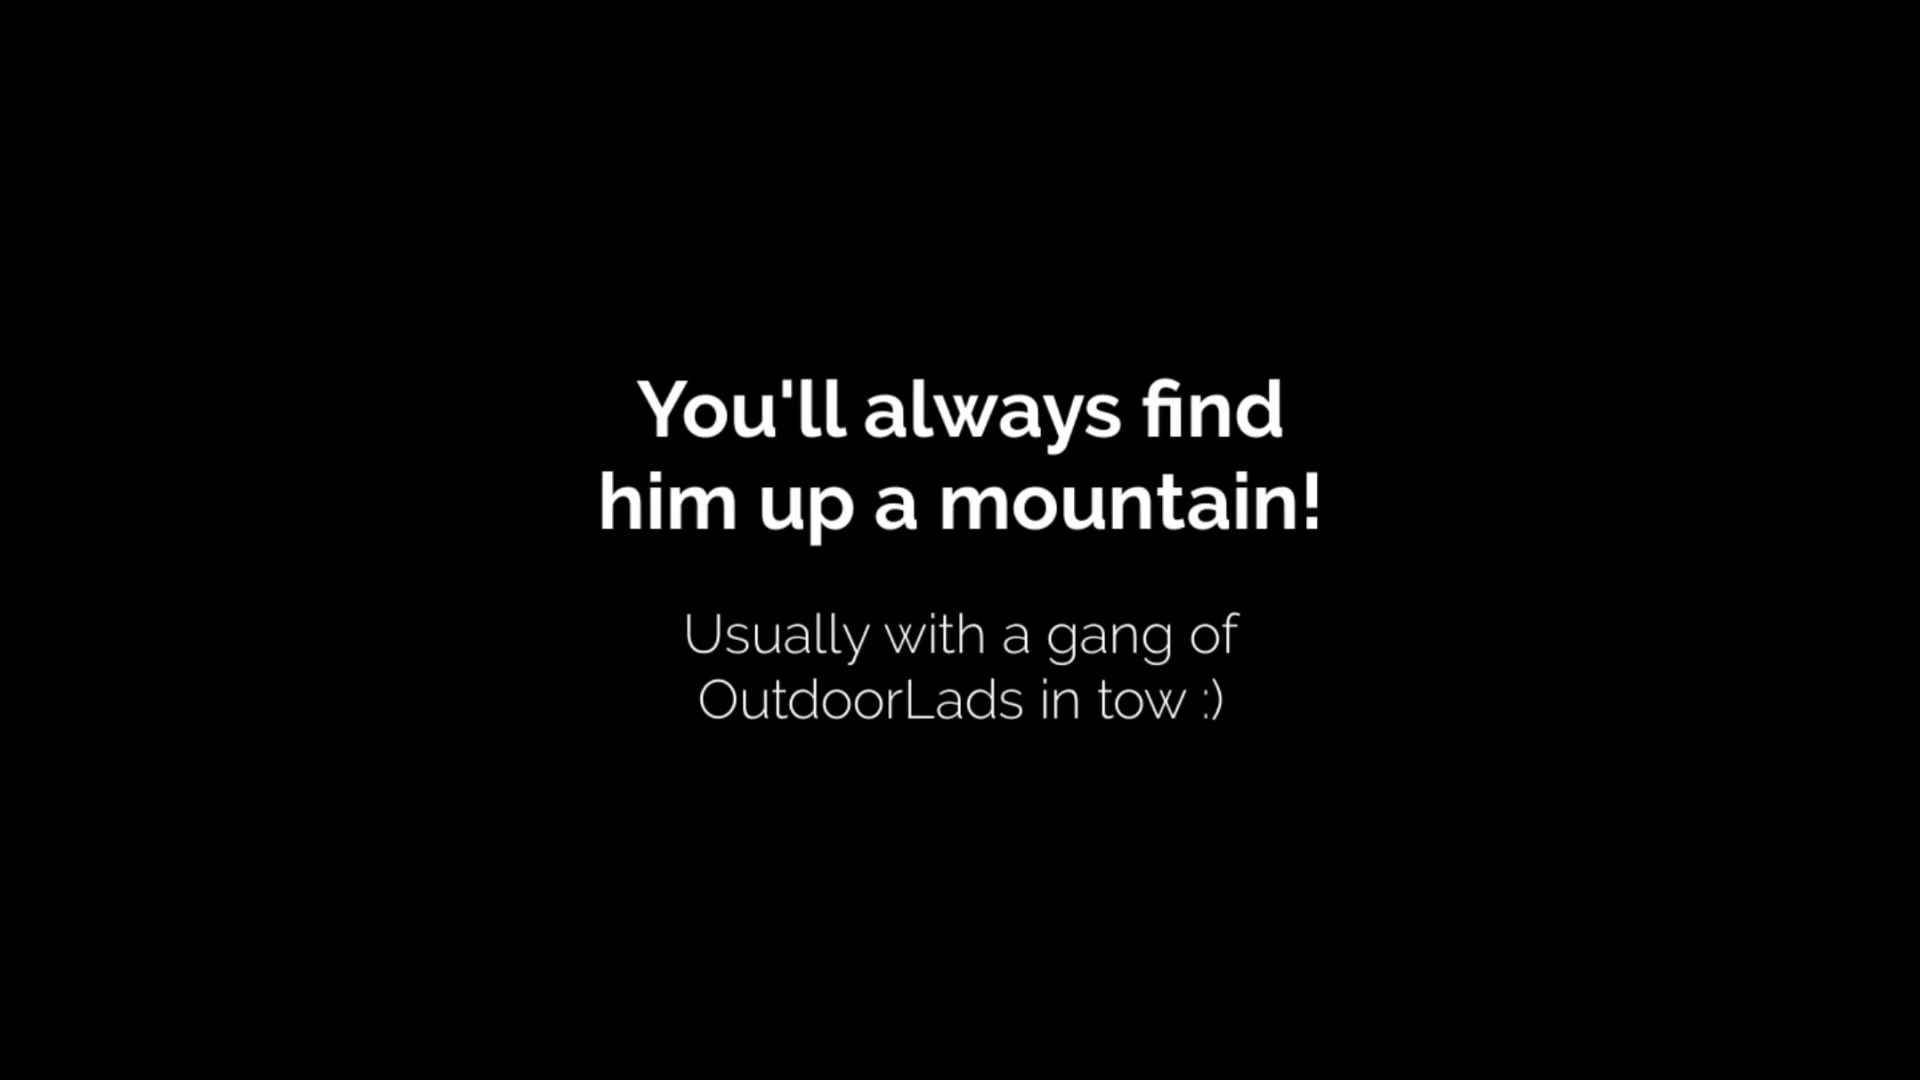 You'll always find
him up a mountain!
Usually with a gang of
OutdoorLads in tow :)